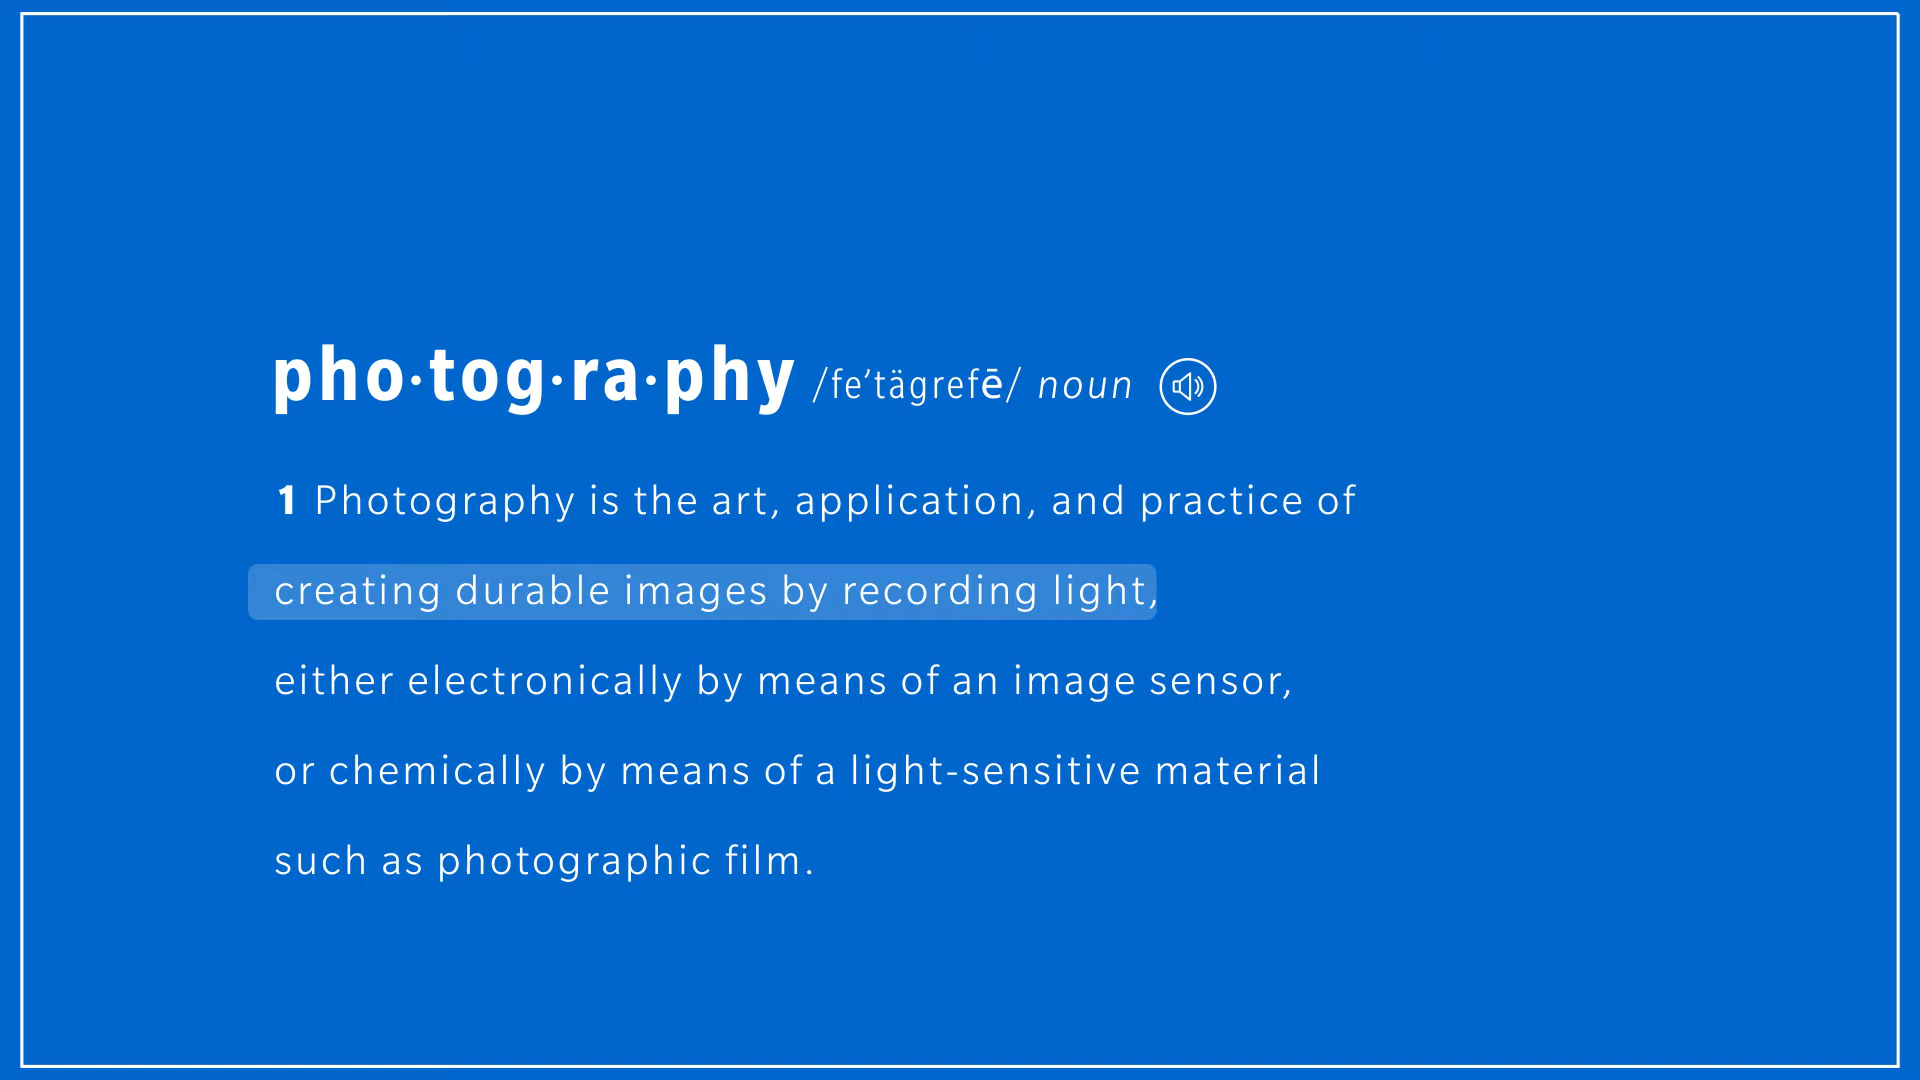 pho·tog·ra·phy /fe’tägrefē/ noun
1 Photography is the art, application, and practice of
creating durable images by recording light,
either electronically by means of an image sensor,
or chemically by means of a light-sensitive material
such as photographic film.